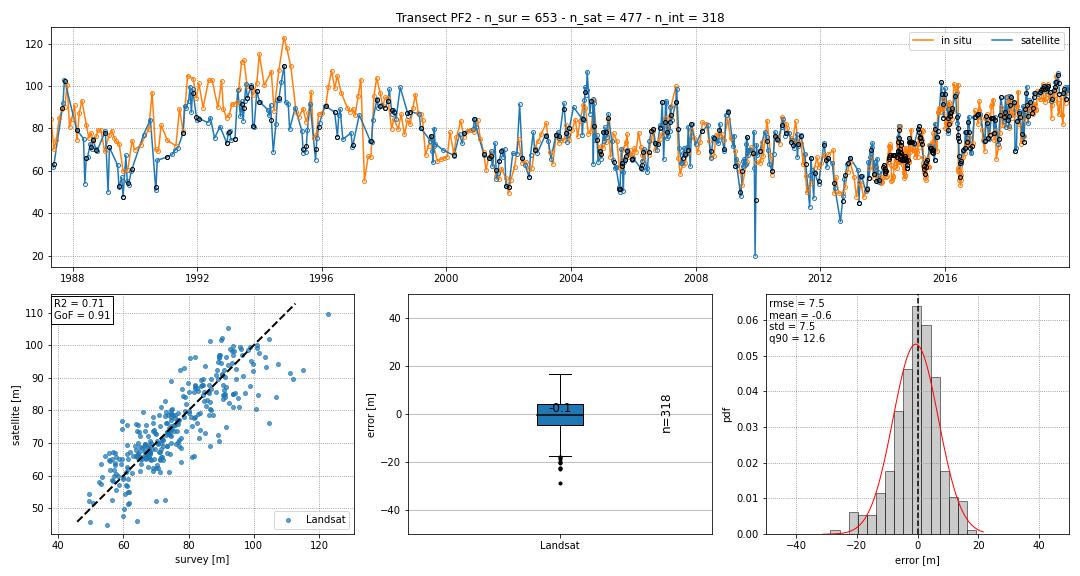 Transect PF2 - n_sur = 653 - n_sat = 477 - n_int = 318
in situ satellite
120
100
80
60
40
20
1988 1992 1996 2000 2004 2008 2012 2016
R2 = 0.71
GoF = 0.91
110
100
90
80
70
60
50
satellite [m]
Landsat
40 60 80 100 120
survey [m]
40
20
0
−20
−40
error [m]
-0.1
n=318
Landsat
rmse = 7.5
mean = -0.6
std = 7.5
q90 = 12.6
0.06
0.05
0.04
0.03
0.02
0.01
0.00
pdf
−40 −20 0 20 40
error [m]